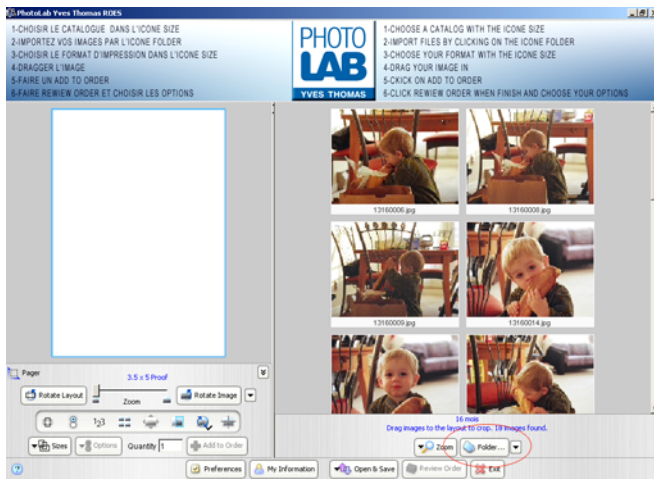 PhotoLab Yves Thomas ROES
1-CHOISIR LE CATALOGUE DANS L'ICONE SIZE
2-IMPORTEZ VOS IMAGES PAR L'ICONE FOLDER
3-CHOISIR LE FORMAT D'IMPRESSION DANS L'ICONE SIZE
4-DRAGGER L'IMAGE
5-FAIRE UN ADD TO ORDER
6-FAIRE REWIEW ORDER ET CHOISIR LES OPTIONS
PHOTO
LAB
YVES THOMAS
1-CHOOSE A CATALOG WITH THE ICONE SIZE
2-IMPORT FILES BY CLICKING ON THE ICONE FOLDER
3-CHOOSE YOUR FORMAT WITH THE ICONE SIZE
4-DRAG YOUR IMAGE IN
5-CKICK ON ADD TO ORDER
6-CLICK REWIEW ORDER WHEN FINISH AND CHOOSE YOUR OPTIONS
13160006.jpg
13160008.jpg
13160009.jpg
13160014.jpg
Pager
3.5 x 5 Proof
Rotate Layout
Zoom
Rotate Image
123
Sizes
Options
Quantity 1
Add to Order
16 mois
Drag images to the layout to crop. 18 images found.
Zoom
Folder...
Preferences
My Information
Open & Save
Review Order
Exit